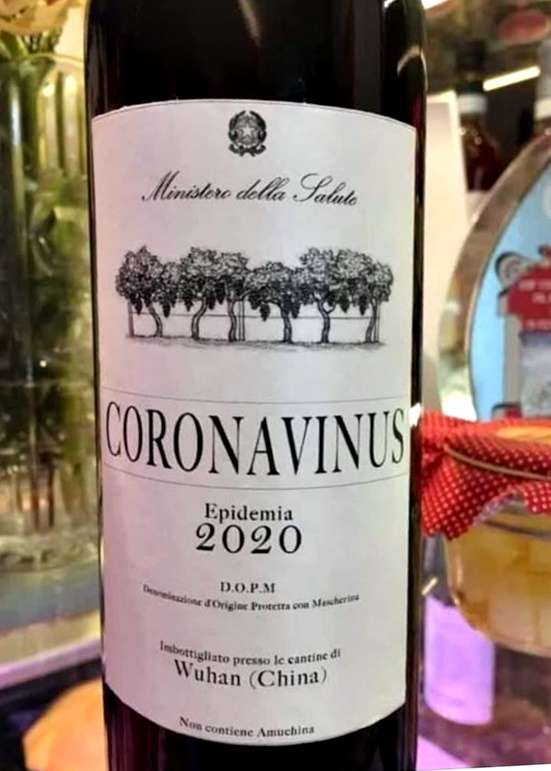 Ministero della Salute
CORONAVINUS
Epidemia
2020
D.O.P.M
Denominazione d'Origine Protetta con Mascherina
Imbottigliato presso le cantine di
Wuhan (China)
Non contiene Amuchina